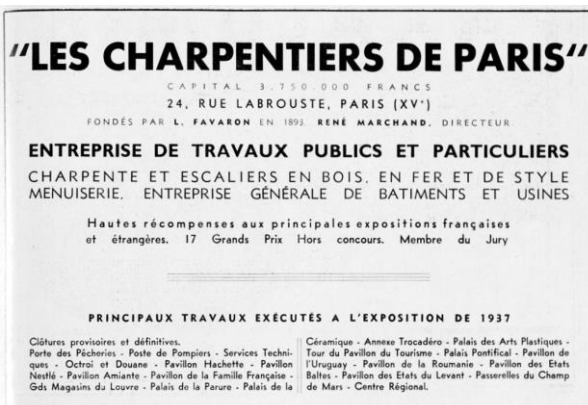 "LES CHARPENTIERS DE PARIS"
CAPITAL 3.750.000 FRANCS
24, RUE LABROUSTE, PARIS (XVᵉ)
FONDÉS PAR L. FAVARON EN 1893. RENÉ MARCHAND, DIRECTEUR
ENTREPRISE DE TRAVAUX PUBLICS ET PARTICULIERS
CHARPENTE ET ESCALIERS EN BOIS, EN FER ET DE STYLE
MENUISERIE, ENTREPRISE GÉNÉRALE DE BATIMENTS ET USINES
Hautes récompenses aux principales expositions françaises
et étrangères. 17 Grands Prix Hors concours. Membre du Jury
PRINCIPAUX TRAVAUX EXÉCUTÉS A L'EXPOSITION DE 1937
Clôtures provisoires et définitives.
Porte des Pêcheries - Poste de Pompiers - Services Techni-
ques - Octroi et Douane - Pavillon Hachette - Pavillon
Nestlé - Pavillon Amiante - Pavillon de la Famille Française -
Gds Magasins du Louvre - Palais de la Parure - Palais de la
Céramique - Annexe Trocadéro - Palais des Arts Plastiques -
Tour du Pavillon du Tourisme - Palais Pontifical - Pavillon de
l'Uruguay - Pavillon de la Roumanie - Pavillon des Etats
Baltes - Pavillon des Etats du Levant - Passerelles du Champ
de Mars - Centre Régional.